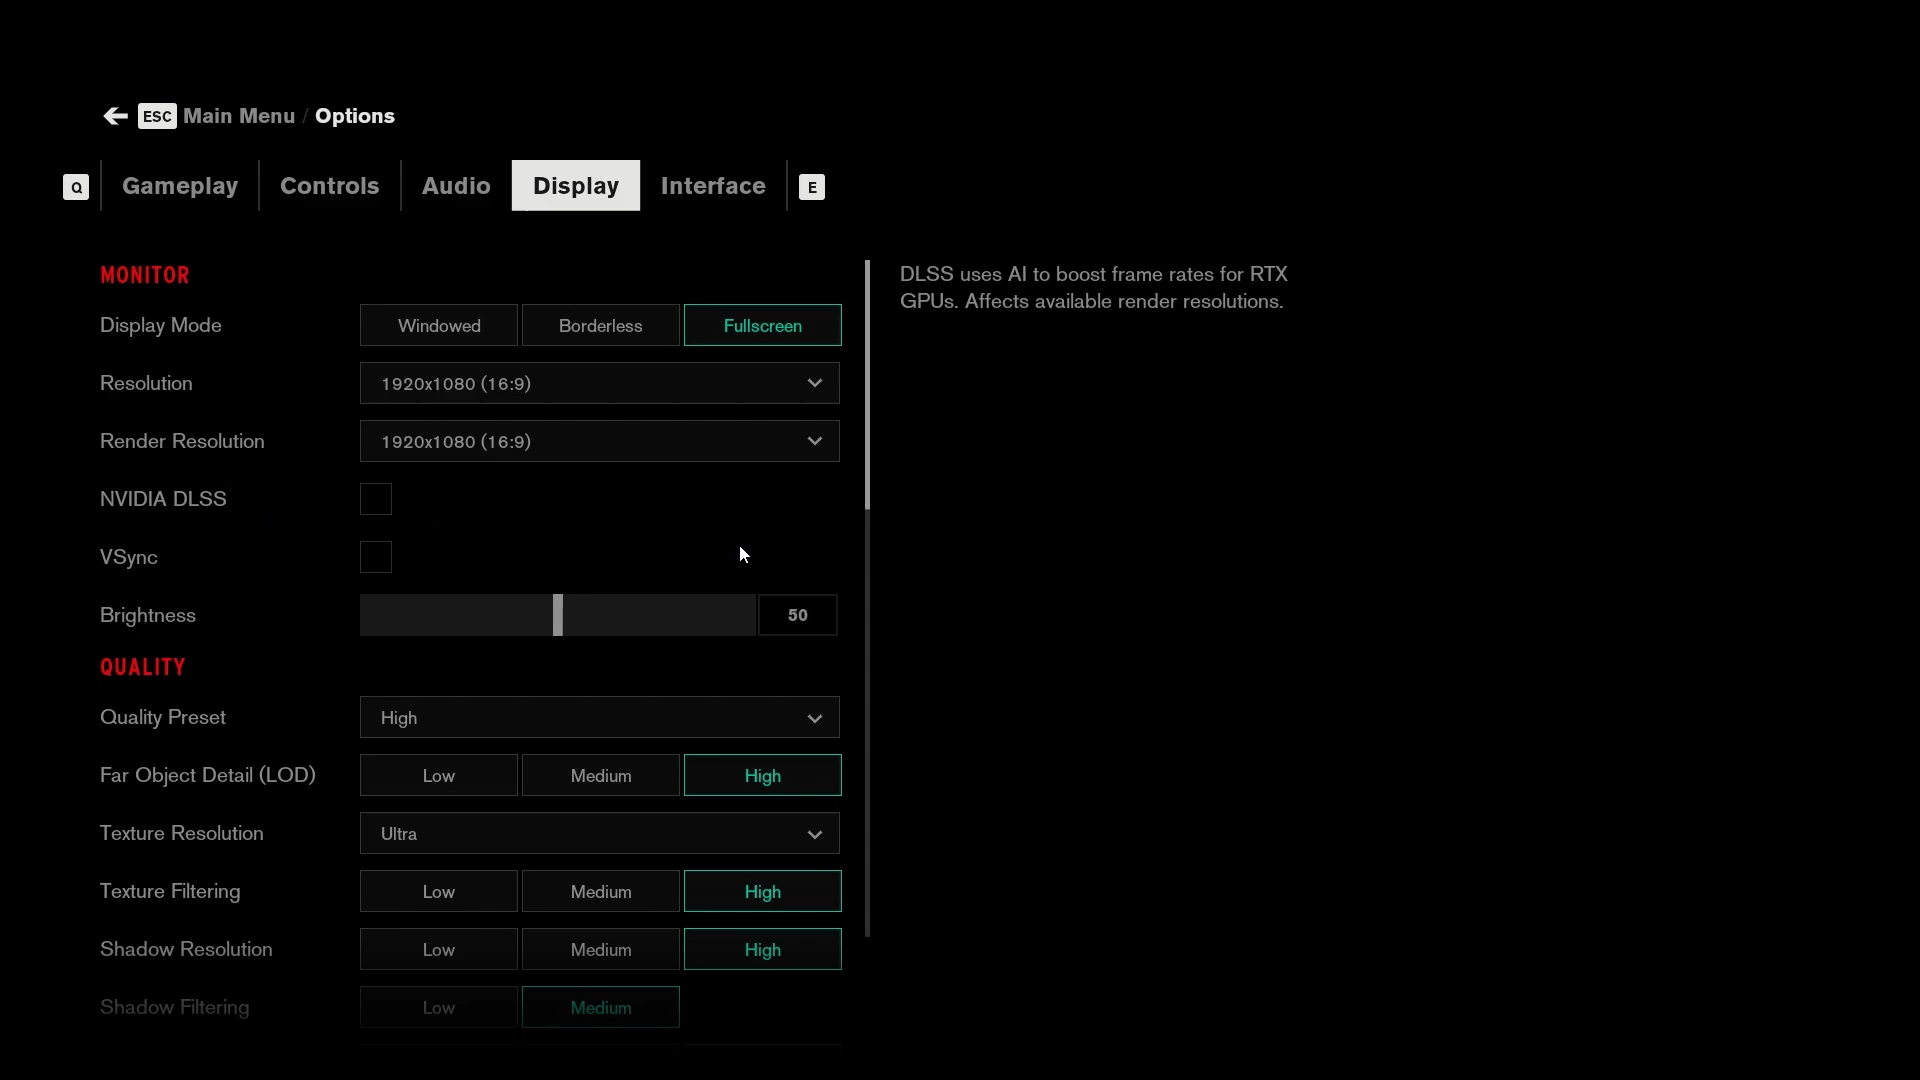 ESC Main Menu / Options
Q Gameplay Controls Audio Display Interface E
MONITOR
DLSS uses AI to boost frame rates for RTX
GPUs. Affects available render resolutions.
Display Mode Windowed Borderless Fullscreen
Resolution 1920x1080 (16:9)
Render Resolution 1920x1080 (16:9)
NVIDIA DLSS
VSync
Brightness 50
QUALITY
Quality Preset High
Far Object Detail (LOD) Low Medium High
Texture Resolution Ultra
Texture Filtering Low Medium High
Shadow Resolution Low Medium High
Shadow Filtering Low Medium